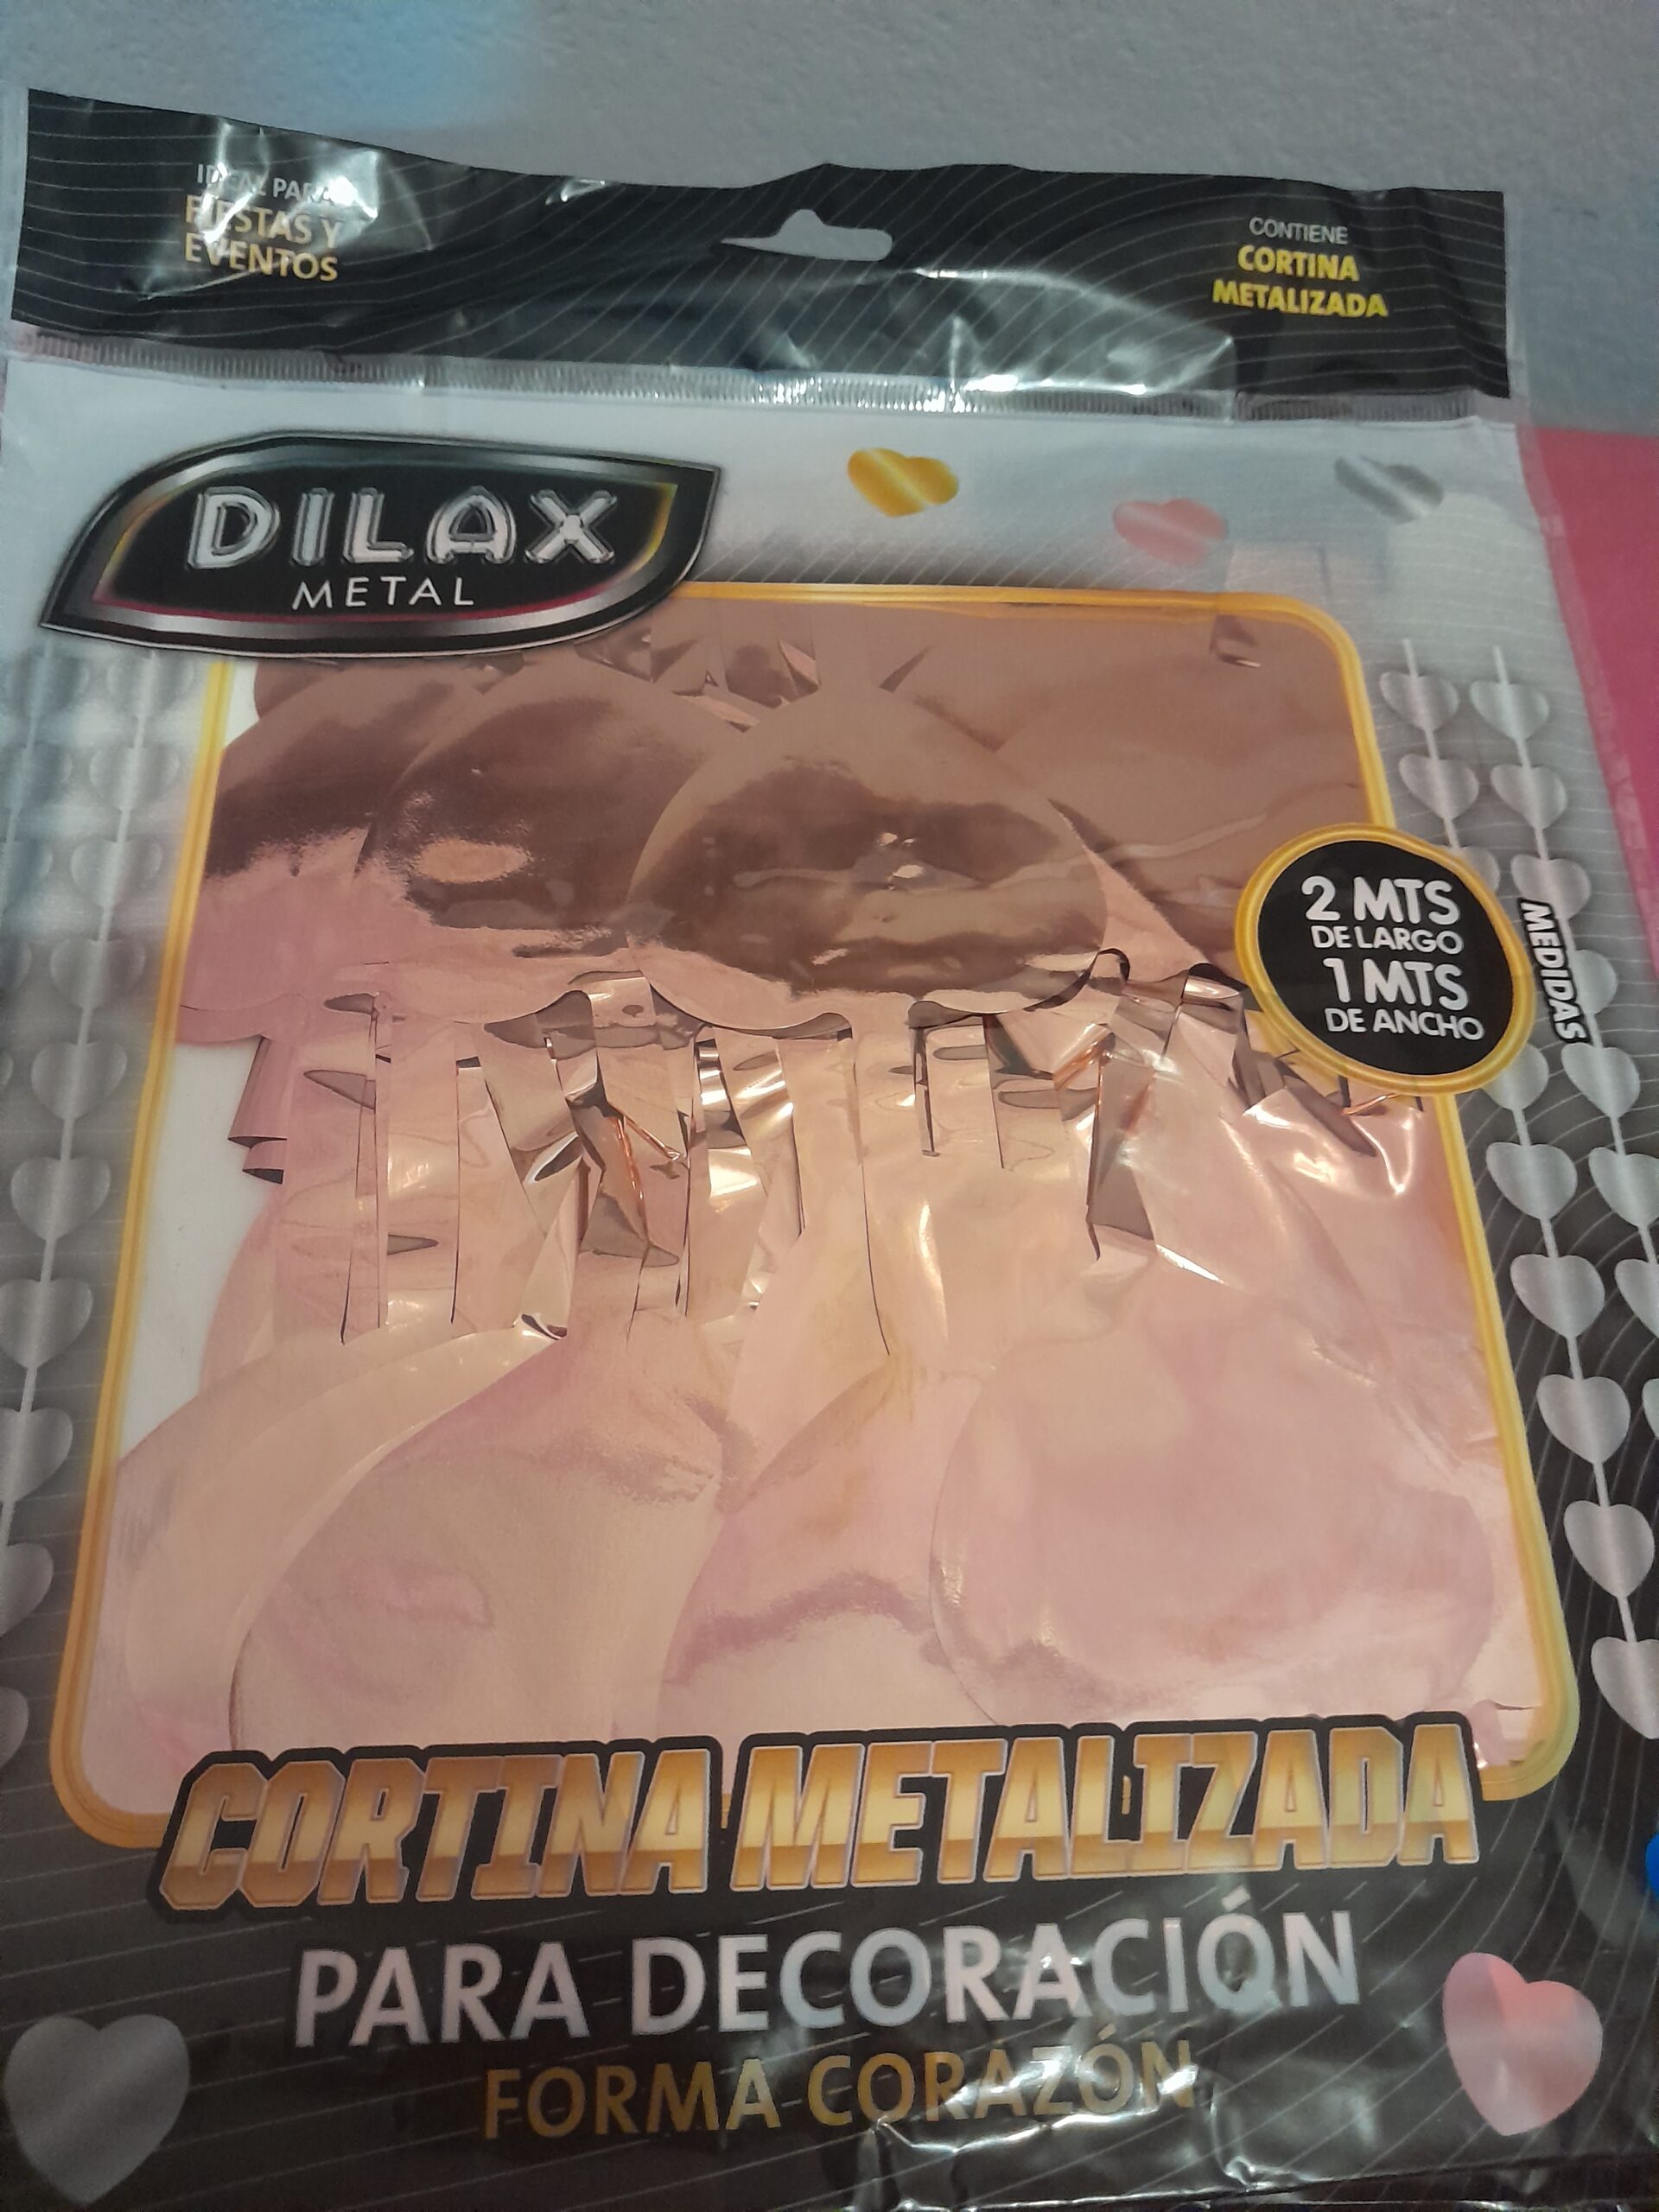 IDEAL PARA
FIESTAS Y
EVENTOS
CONTIENE
CORTINA
METALIZADA
DILAX
METAL
2 MTS
DE LARGO
1 MTS
DE ANCHO
MEDIDAS
CORTINA METALIZADA
PARA DECORACIÓN
FORMA CORAZÓN